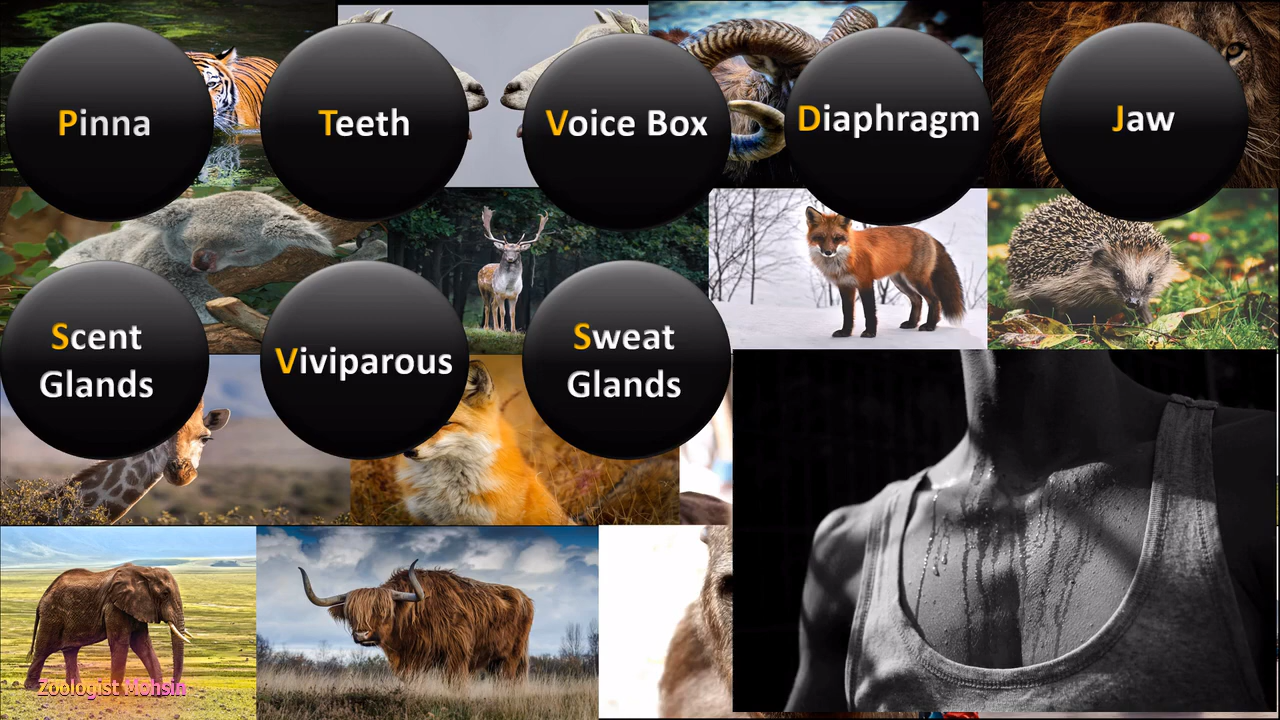 Pinna
Teeth
Voice Box
Diaphragm
Jaw
Scent
Glands
Viviparous
Sweat
Glands
Zoologist Mohsin